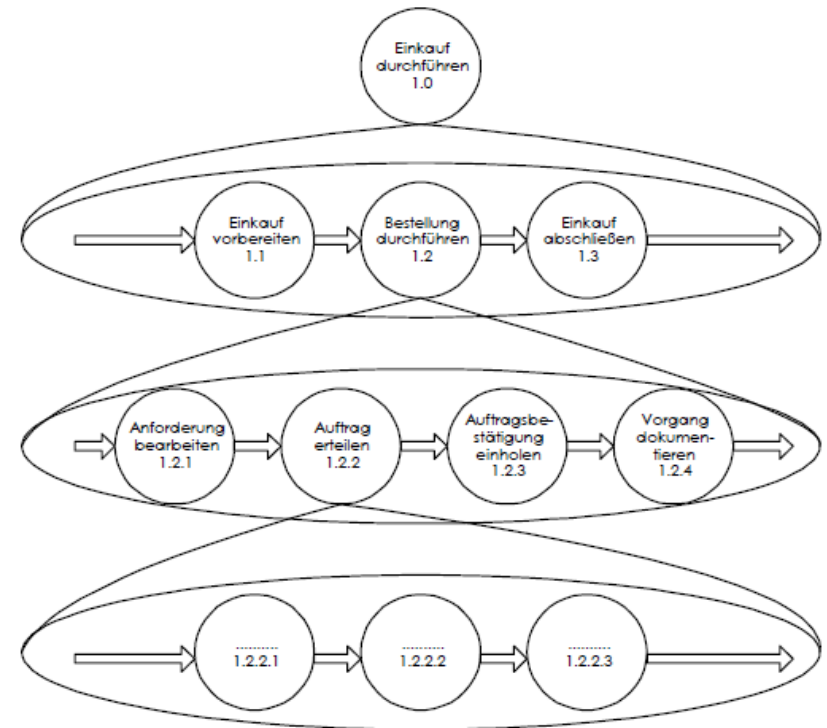 Einkauf
durchführen
1.0
Einkauf
vorbereiten
1.1
Bestellung
durchführen
1.2
Einkauf
abschließen
1.3
Anforderung
bearbeiten
1.2.1
Auftrag
erteilen
1.2.2
Auftragsbe-
stätigung
einholen
1.2.3
Vorgang
dokumen-
tieren
1.2.4
..........
1.2.2.1
..........
1.2.2.2
..........
1.2.2.3